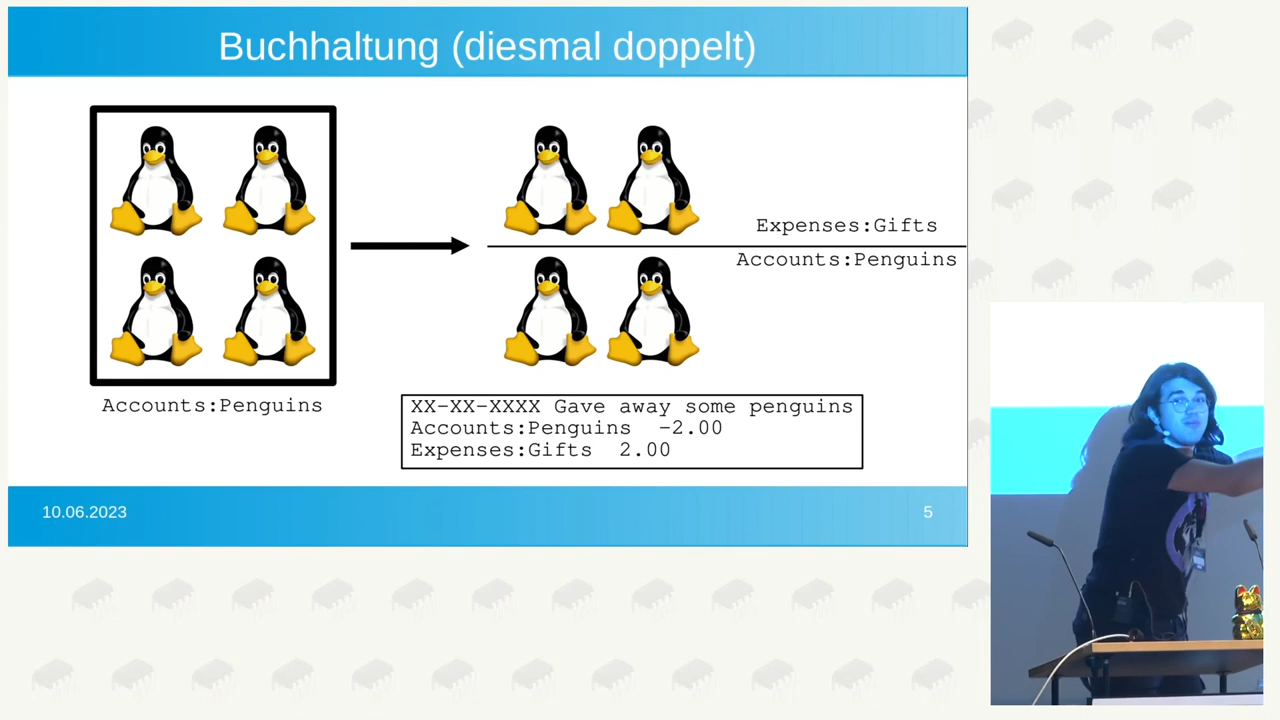 Buchhaltung (diesmal doppelt)
Expenses:Gifts
Accounts:Penguins
Accounts:Penguins
XX-XX-XXXX Gave away some penguins
Accounts:Penguins -2.00
Expenses:Gifts 2.00
10.06.2023
5